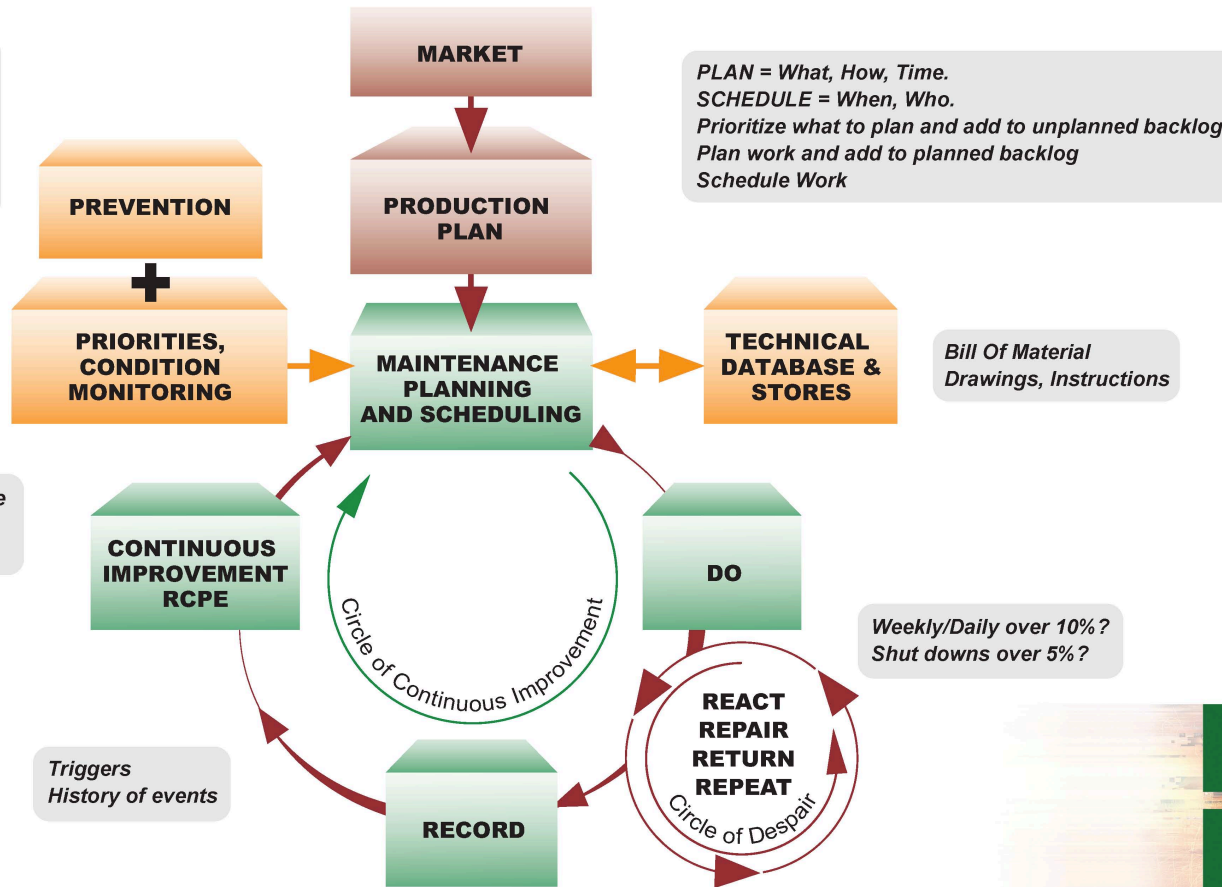 MARKET
PLAN = What, How, Time.
SCHEDULE = When, Who.
Prioritize what to plan and add to unplanned backlog
Plan work and add to planned backlog
Schedule Work
PREVENTION
PRODUCTION
PLAN
PRIORITIES,
CONDITION
MONITORING
MAINTENANCE
PLANNING
AND SCHEDULING
TECHNICAL
DATABASE &
STORES
Bill Of Material
Drawings, Instructions
CONTINUOUS
IMPROVEMENT
RCPE
Circle of Continuous Improvement
DO
Weekly/Daily over 10%?
Shut downs over 5%?
REACT
REPAIR
RETURN
REPEAT
Circle of Despair
Triggers
History of events
RECORD